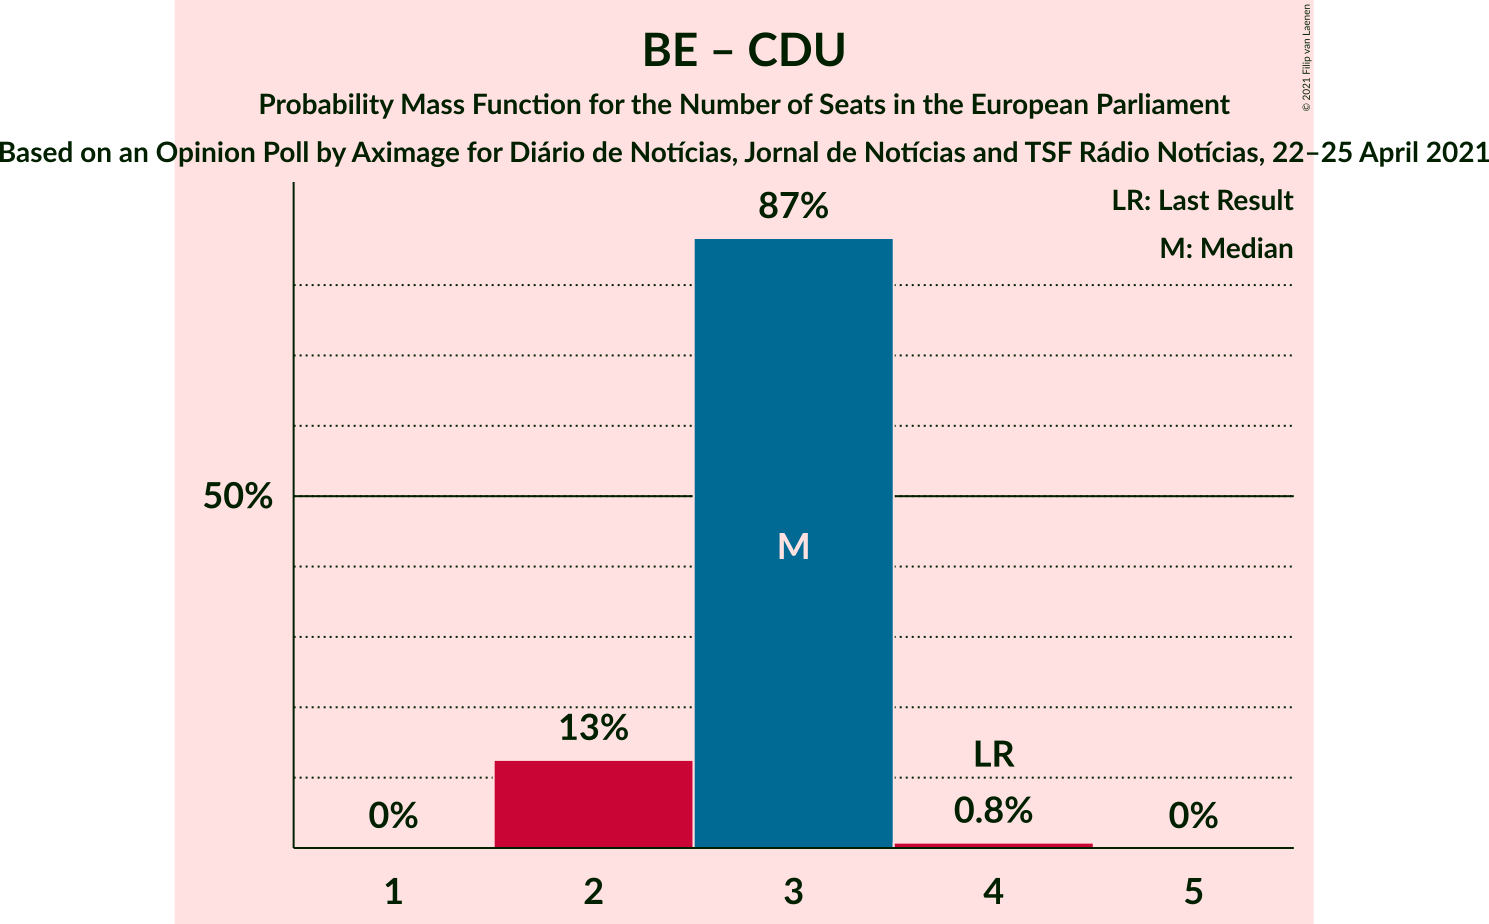 BE – CDU
Probability Mass Function for the Number of Seats in the European Parliament
Based on an Opinion Poll by Aximage for Diário de Notícias, Jornal de Notícias and TSF Rádio Notícias, 22–25 April 2021
© 2021 Filip van Laenen
LR: Last Result
M: Median
87%
50%
M
13%
LR
0%
0.8%
0%
1 2 3 4 5